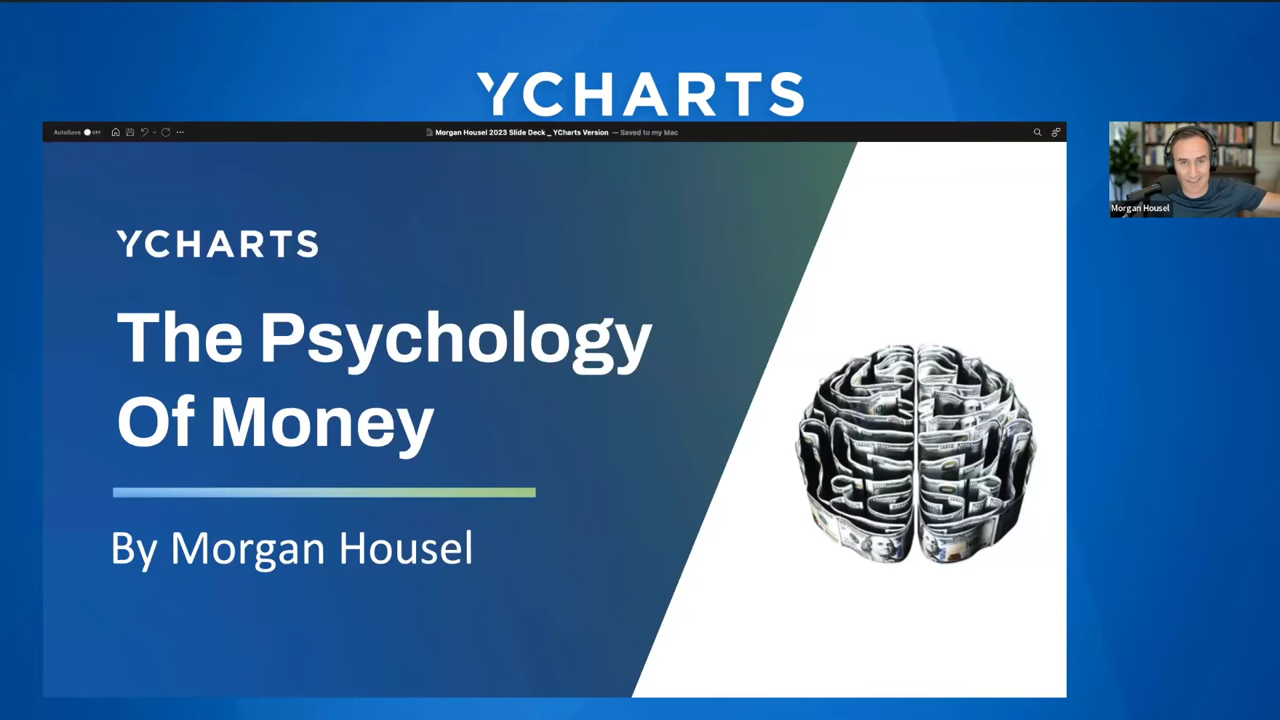 YCHARTS
AutoSave OFF
Morgan Housel 2023 Slide Deck _ YCharts Version — Saved to my Mac
YCHARTS
The Psychology
Of Money
By Morgan Housel
Morgan Housel